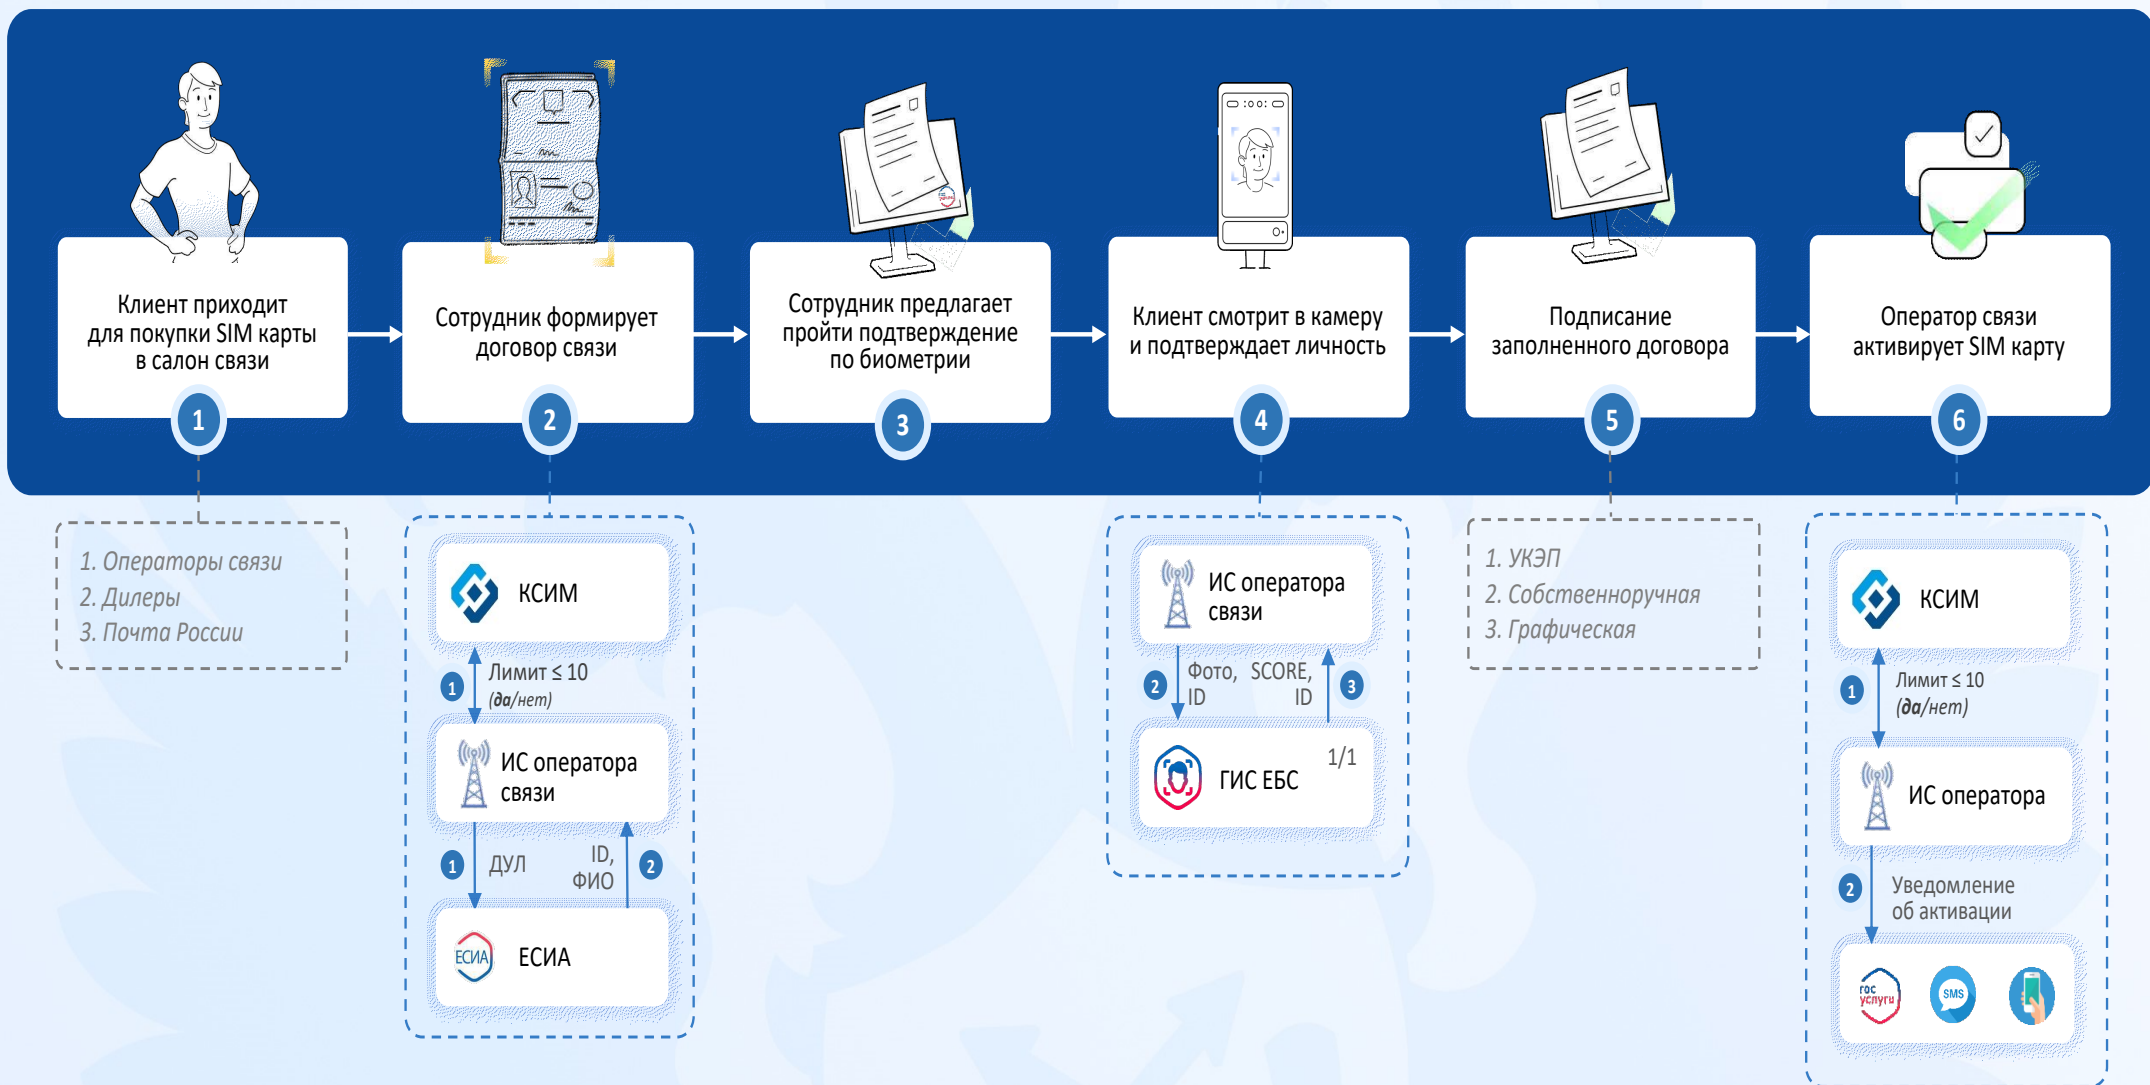 Клиент приходит
для покупки SIM карты
в салон связи
1
Сотрудник формирует
договор связи
2
Сотрудник предлагает
пройти подтверждение
по биометрии
3
Клиент смотрит в камеру
и подтверждает личность
4
Подписание
заполненного договора
5
Оператор связи
активирует SIM карту
6
1. Операторы связи
2. Дилеры
3. Почта России
КСИМ
1
Лимит ≤ 10
(да/нет)
ИС оператора
связи
1
ДУЛ
ID,
ФИО
2
ЕСИА
ЕСИА
ИС оператора
связи
2
Фото,
ID
SCORE,
ID
3
ГИС ЕБС
1/1
1. УКЭП
2. Собственноручная
3. Графическая
КСИМ
1
Лимит ≤ 10
(да/нет)
ИС оператора
2
Уведомление
об активации
гос
услуги
SMS